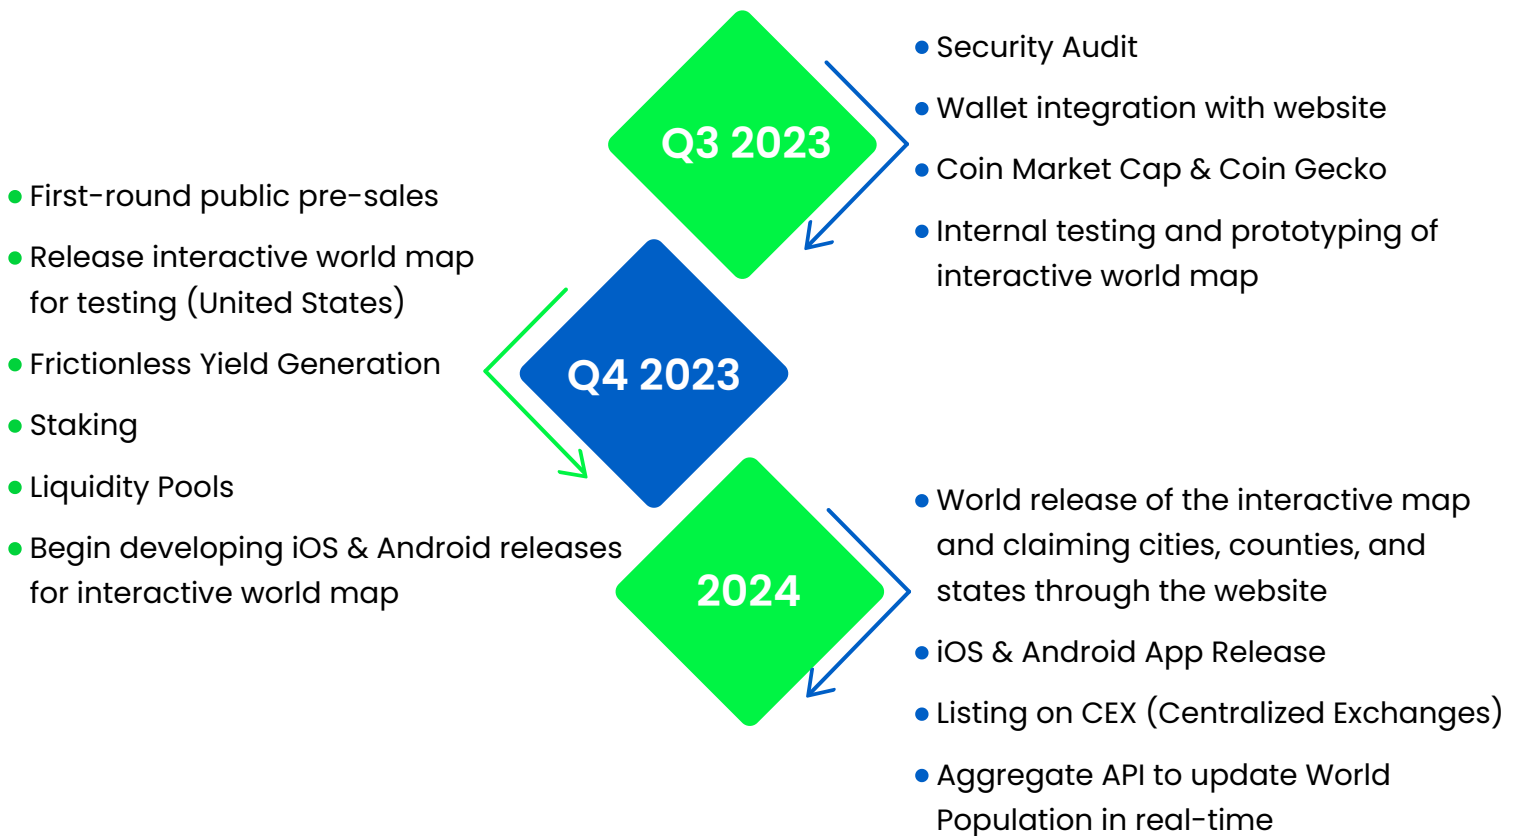 Q3 2023
• Security Audit
• Wallet integration with website
• Coin Market Cap & Coin Gecko
• Internal testing and prototyping of
interactive world map
Q4 2023
• First-round public pre-sales
• Release interactive world map
for testing (United States)
• Frictionless Yield Generation
• Staking
• Liquidity Pools
• Begin developing iOS & Android releases
for interactive world map
2024
• World release of the interactive map
and claiming cities, counties, and
states through the website
• iOS & Android App Release
• Listing on CEX (Centralized Exchanges)
• Aggregate API to update World
Population in real-time